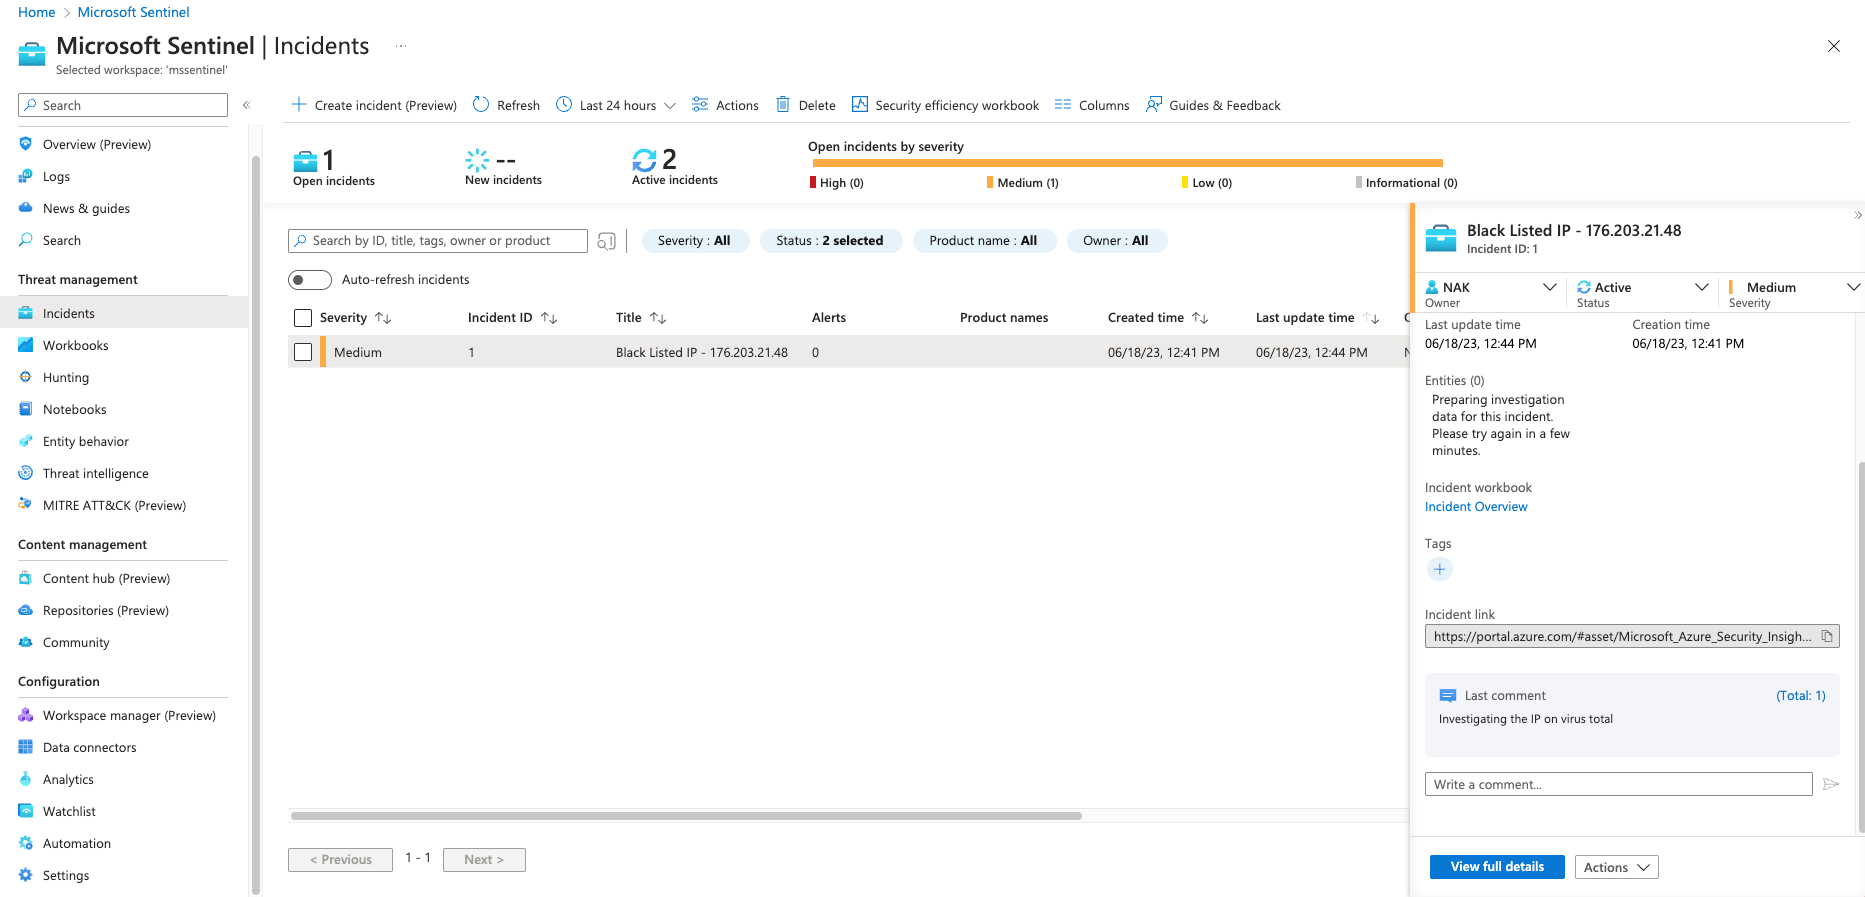 Home > Microsoft Sentinel
Microsoft Sentinel | Incidents ...
Selected workspace: 'mssentinel'
Search
«
Overview (Preview)
Logs
News & guides
Search
Threat management
Incidents
Workbooks
Hunting
Notebooks
Entity behavior
Threat intelligence
MITRE ATT&CK (Preview)
Content management
Content hub (Preview)
Repositories (Preview)
Community
Configuration
Workspace manager (Preview)
Data connectors
Analytics
Watchlist
Automation
Settings
Create incident (Preview) Refresh Last 24 hours Actions Delete Security efficiency workbook Columns Guides & Feedback
1
Open incidents
--
New incidents
2
Active incidents
Open incidents by severity
High (0) Medium (1) Low (0) Informational (0)
Search by ID, title, tags, owner or product
Severity : All
Status : 2 selected
Product name : All
Owner : All
Auto-refresh incidents
Severity ↑↓ Incident ID ↑↓ Title ↑↓ Alerts Product names Created time ↑↓ Last update time ↑↓
Medium 1 Black Listed IP - 176.203.21.48 0 06/18/23, 12:41 PM 06/18/23, 12:44 PM
< Previous 1 - 1 Next >
»
Black Listed IP - 176.203.21.48
Incident ID: 1
NAK
Owner
Active
Status
Medium
Severity
Last update time
06/18/23, 12:44 PM
Creation time
06/18/23, 12:41 PM
Entities (0)
Preparing investigation
data for this incident.
Please try again in a few
minutes.
Incident workbook
Incident Overview
Tags
+
Incident link
https://portal.azure.com/#asset/Microsoft_Azure_Security_Insigh...
Last comment (Total: 1)
Investigating the IP on virus total
Write a comment...
View full details Actions